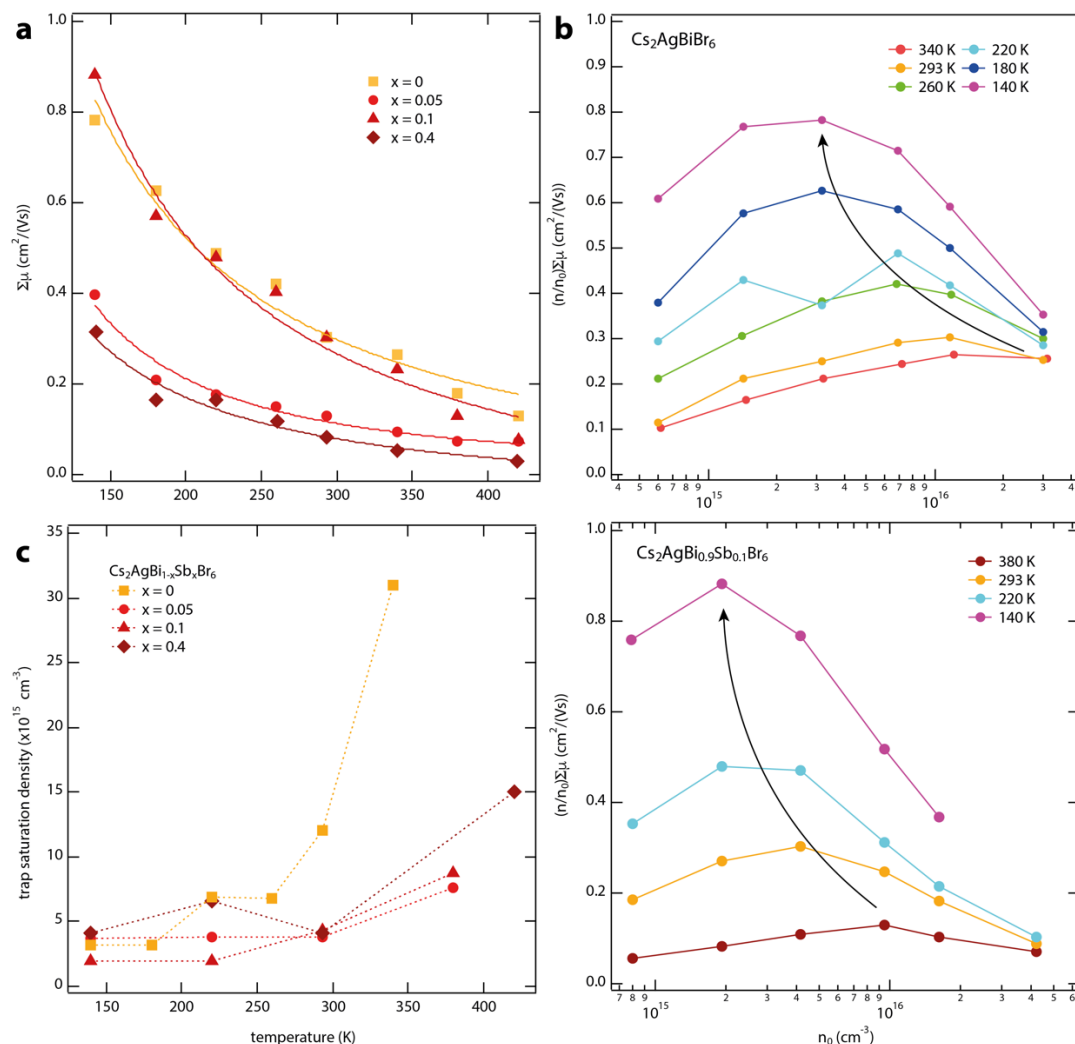 a
1.0
0.8
0.6
0.4
0.2
0.0
Σμ (cm²/(Vs))
x = 0
x = 0.05
x = 0.1
x = 0.4
150
200
250
300
350
400
b
Cs₂AgBiBr₆
340 K
293 K
260 K
220 K
180 K
140 K
1.0
0.9
0.8
0.7
0.6
0.5
0.4
0.3
0.2
0.1
0.0
(n/n₀)Σμ (cm²/(Vs))
4 5 6 7 8 9 10¹⁵ 2 3 4 5 6 7 8 9 10¹⁶ 2 3 4
c
35
30
25
20
15
10
5
0
trap saturation density (x10¹⁵ cm⁻³)
Cs₂AgBi₁₋ₓSbₓBr₆
x = 0
x = 0.05
x = 0.1
x = 0.4
150
200
250
300
350
400
temperature (K)
Cs₂AgBi₀.₉Sb₀.₁Br₆
380 K
293 K
220 K
140 K
1.0
0.8
0.6
0.4
0.2
0.0
(n/n₀)Σμ (cm²/(Vs))
7 8 9 10¹⁵ 2 3 4 5 6 7 8 9 10¹⁶ 2 3 4 5 6
n₀ (cm⁻³)